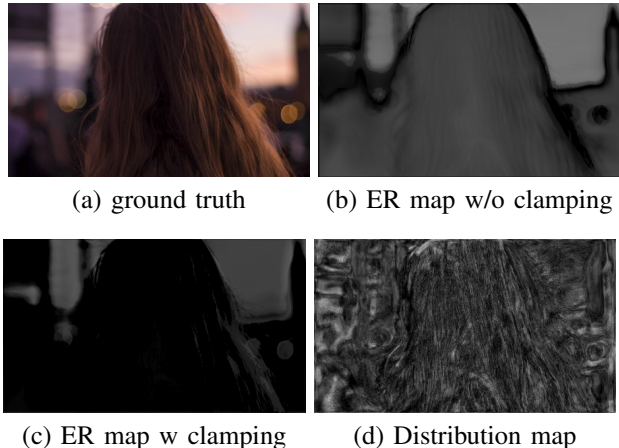 (a) ground truth
(b) ER map w/o clamping
(c) ER map w clamping
(d) Distribution map